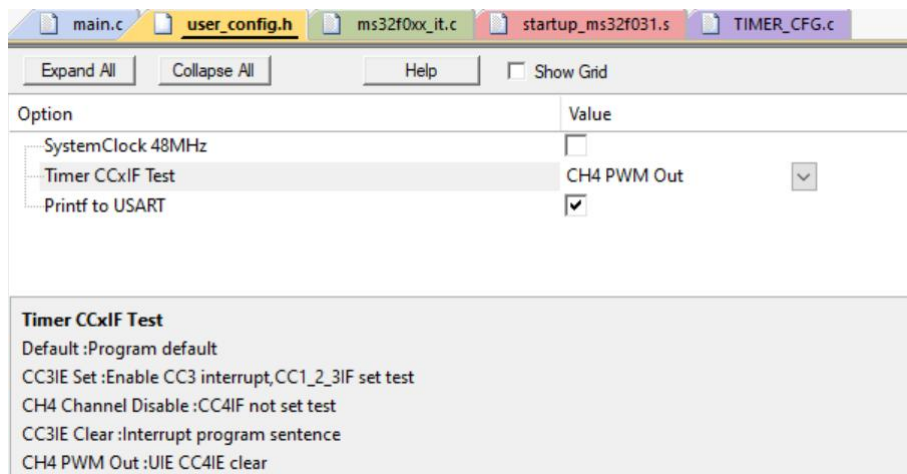 main.c user_config.h ms32f0xx_it.c startup_ms32f031.s TIMER_CFG.c
Expand All Collapse All Help Show Grid
Option Value
SystemClock 48MHz
Timer CCxIF Test CH4 PWM Out
Printf to USART
Timer CCxIF Test
Default :Program default
CC3IE Set :Enable CC3 interrupt,CC1_2_3IF set test
CH4 Channel Disable :CC4IF not set test
CC3IE Clear :Interrupt program sentence
CH4 PWM Out :UIE CC4IE clear